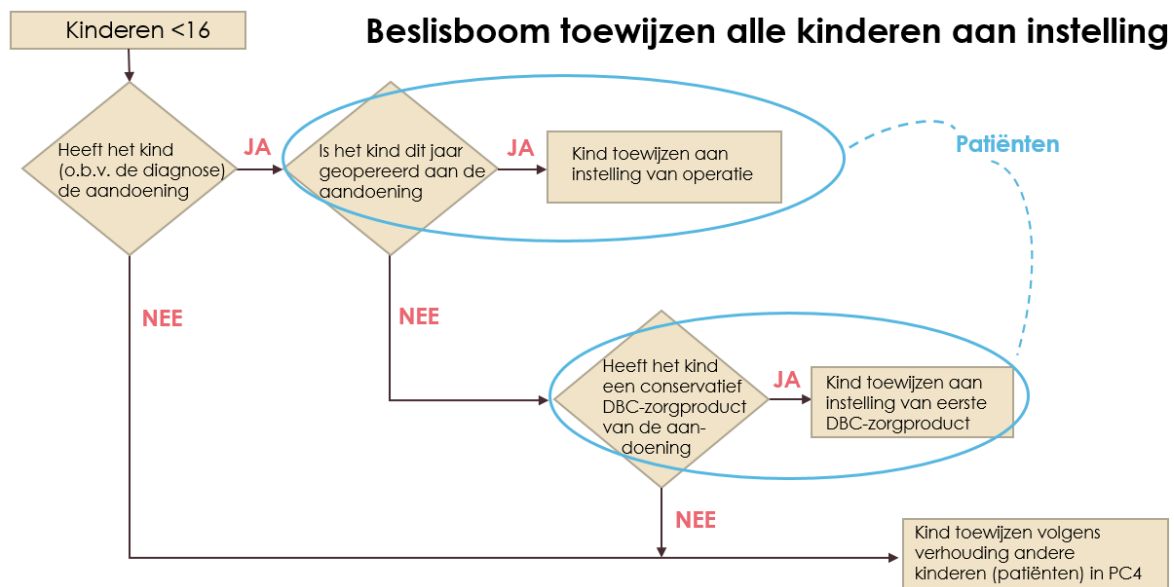 Kinderen <16
Beslisboom toewijzen alle kinderen aan instelling
Heeft het kind
(o.b.v. de diagnose)
de aandoening
JA
Is het kind dit jaar
geopereerd aan de
aandoening
JA
Kind toewijzen aan
instelling van operatie
Patiënten
NEE
NEE
Heeft het kind
een conservatief
DBC-zorgproduct
van de aan-
doening
JA
Kind toewijzen aan
instelling van eerste
DBC-zorgproduct
NEE
Kind toewijzen volgens
verhouding andere
kinderen (patiënten) in PC4